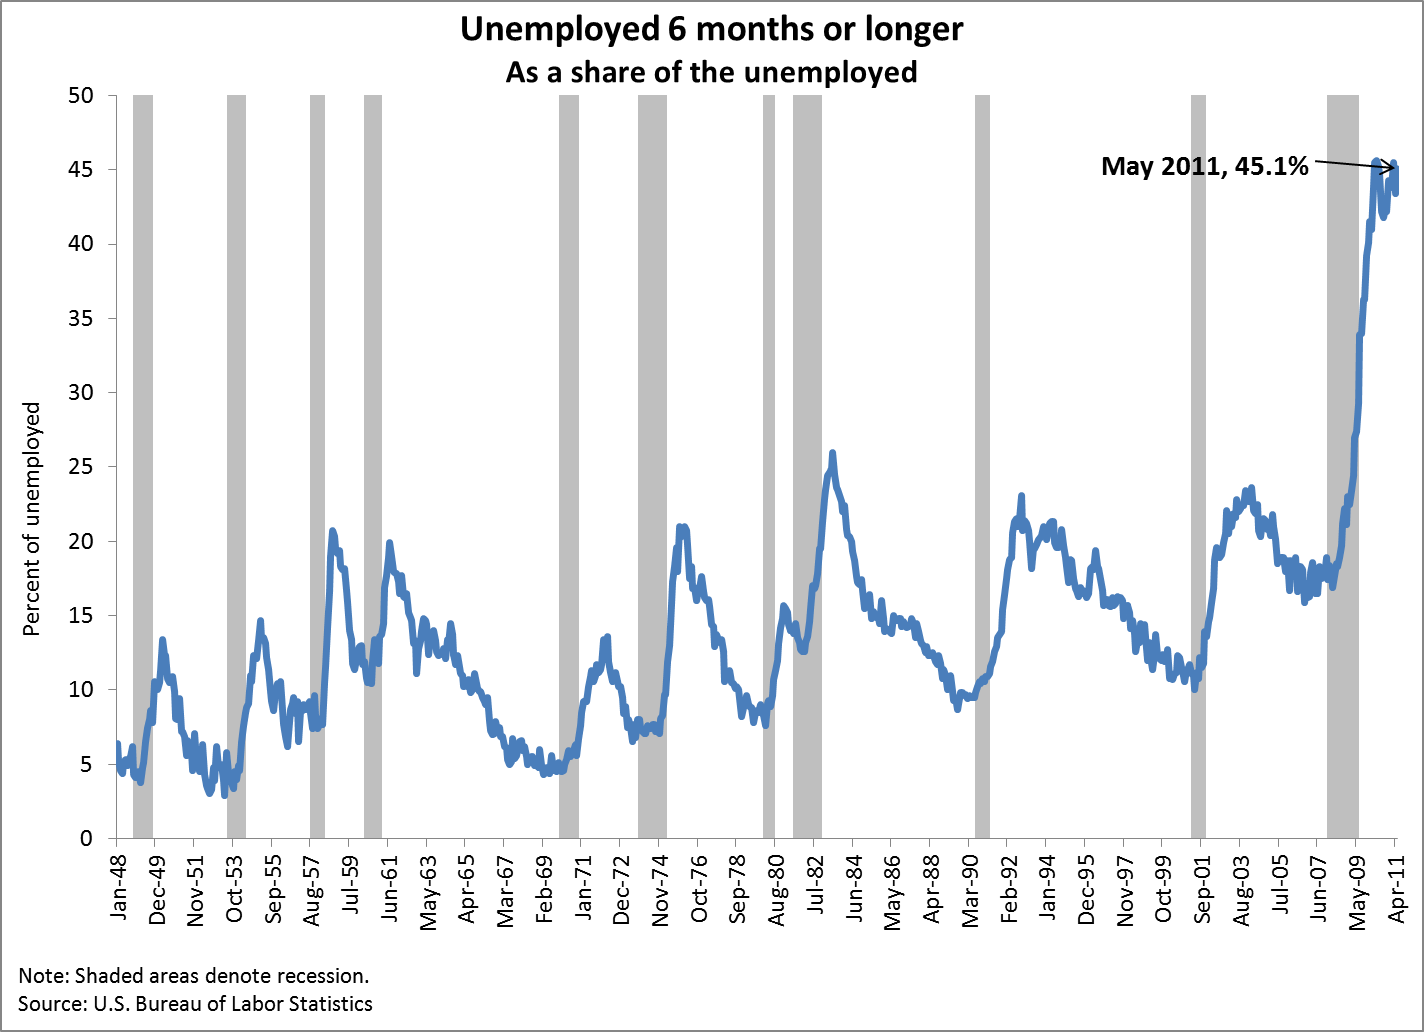 Unemployed 6 months or longer
As a share of the unemployed
50
45
40
35
30
25
20
15
10
5
0
Percent of unemployed
May 2011, 45.1%
Jan-48
Dec-49
Nov-51
Oct-53
Sep-55
Aug-57
Jul-59
Jun-61
May-63
Apr-65
Mar-67
Feb-69
Jan-71
Dec-72
Nov-74
Oct-76
Sep-78
Aug-80
Jul-82
Jun-84
May-86
Apr-88
Mar-90
Feb-92
Jan-94
Dec-95
Nov-97
Oct-99
Sep-01
Aug-03
Jul-05
Jun-07
May-09
Apr-11
Note: Shaded areas denote recession.
Source: U.S. Bureau of Labor Statistics